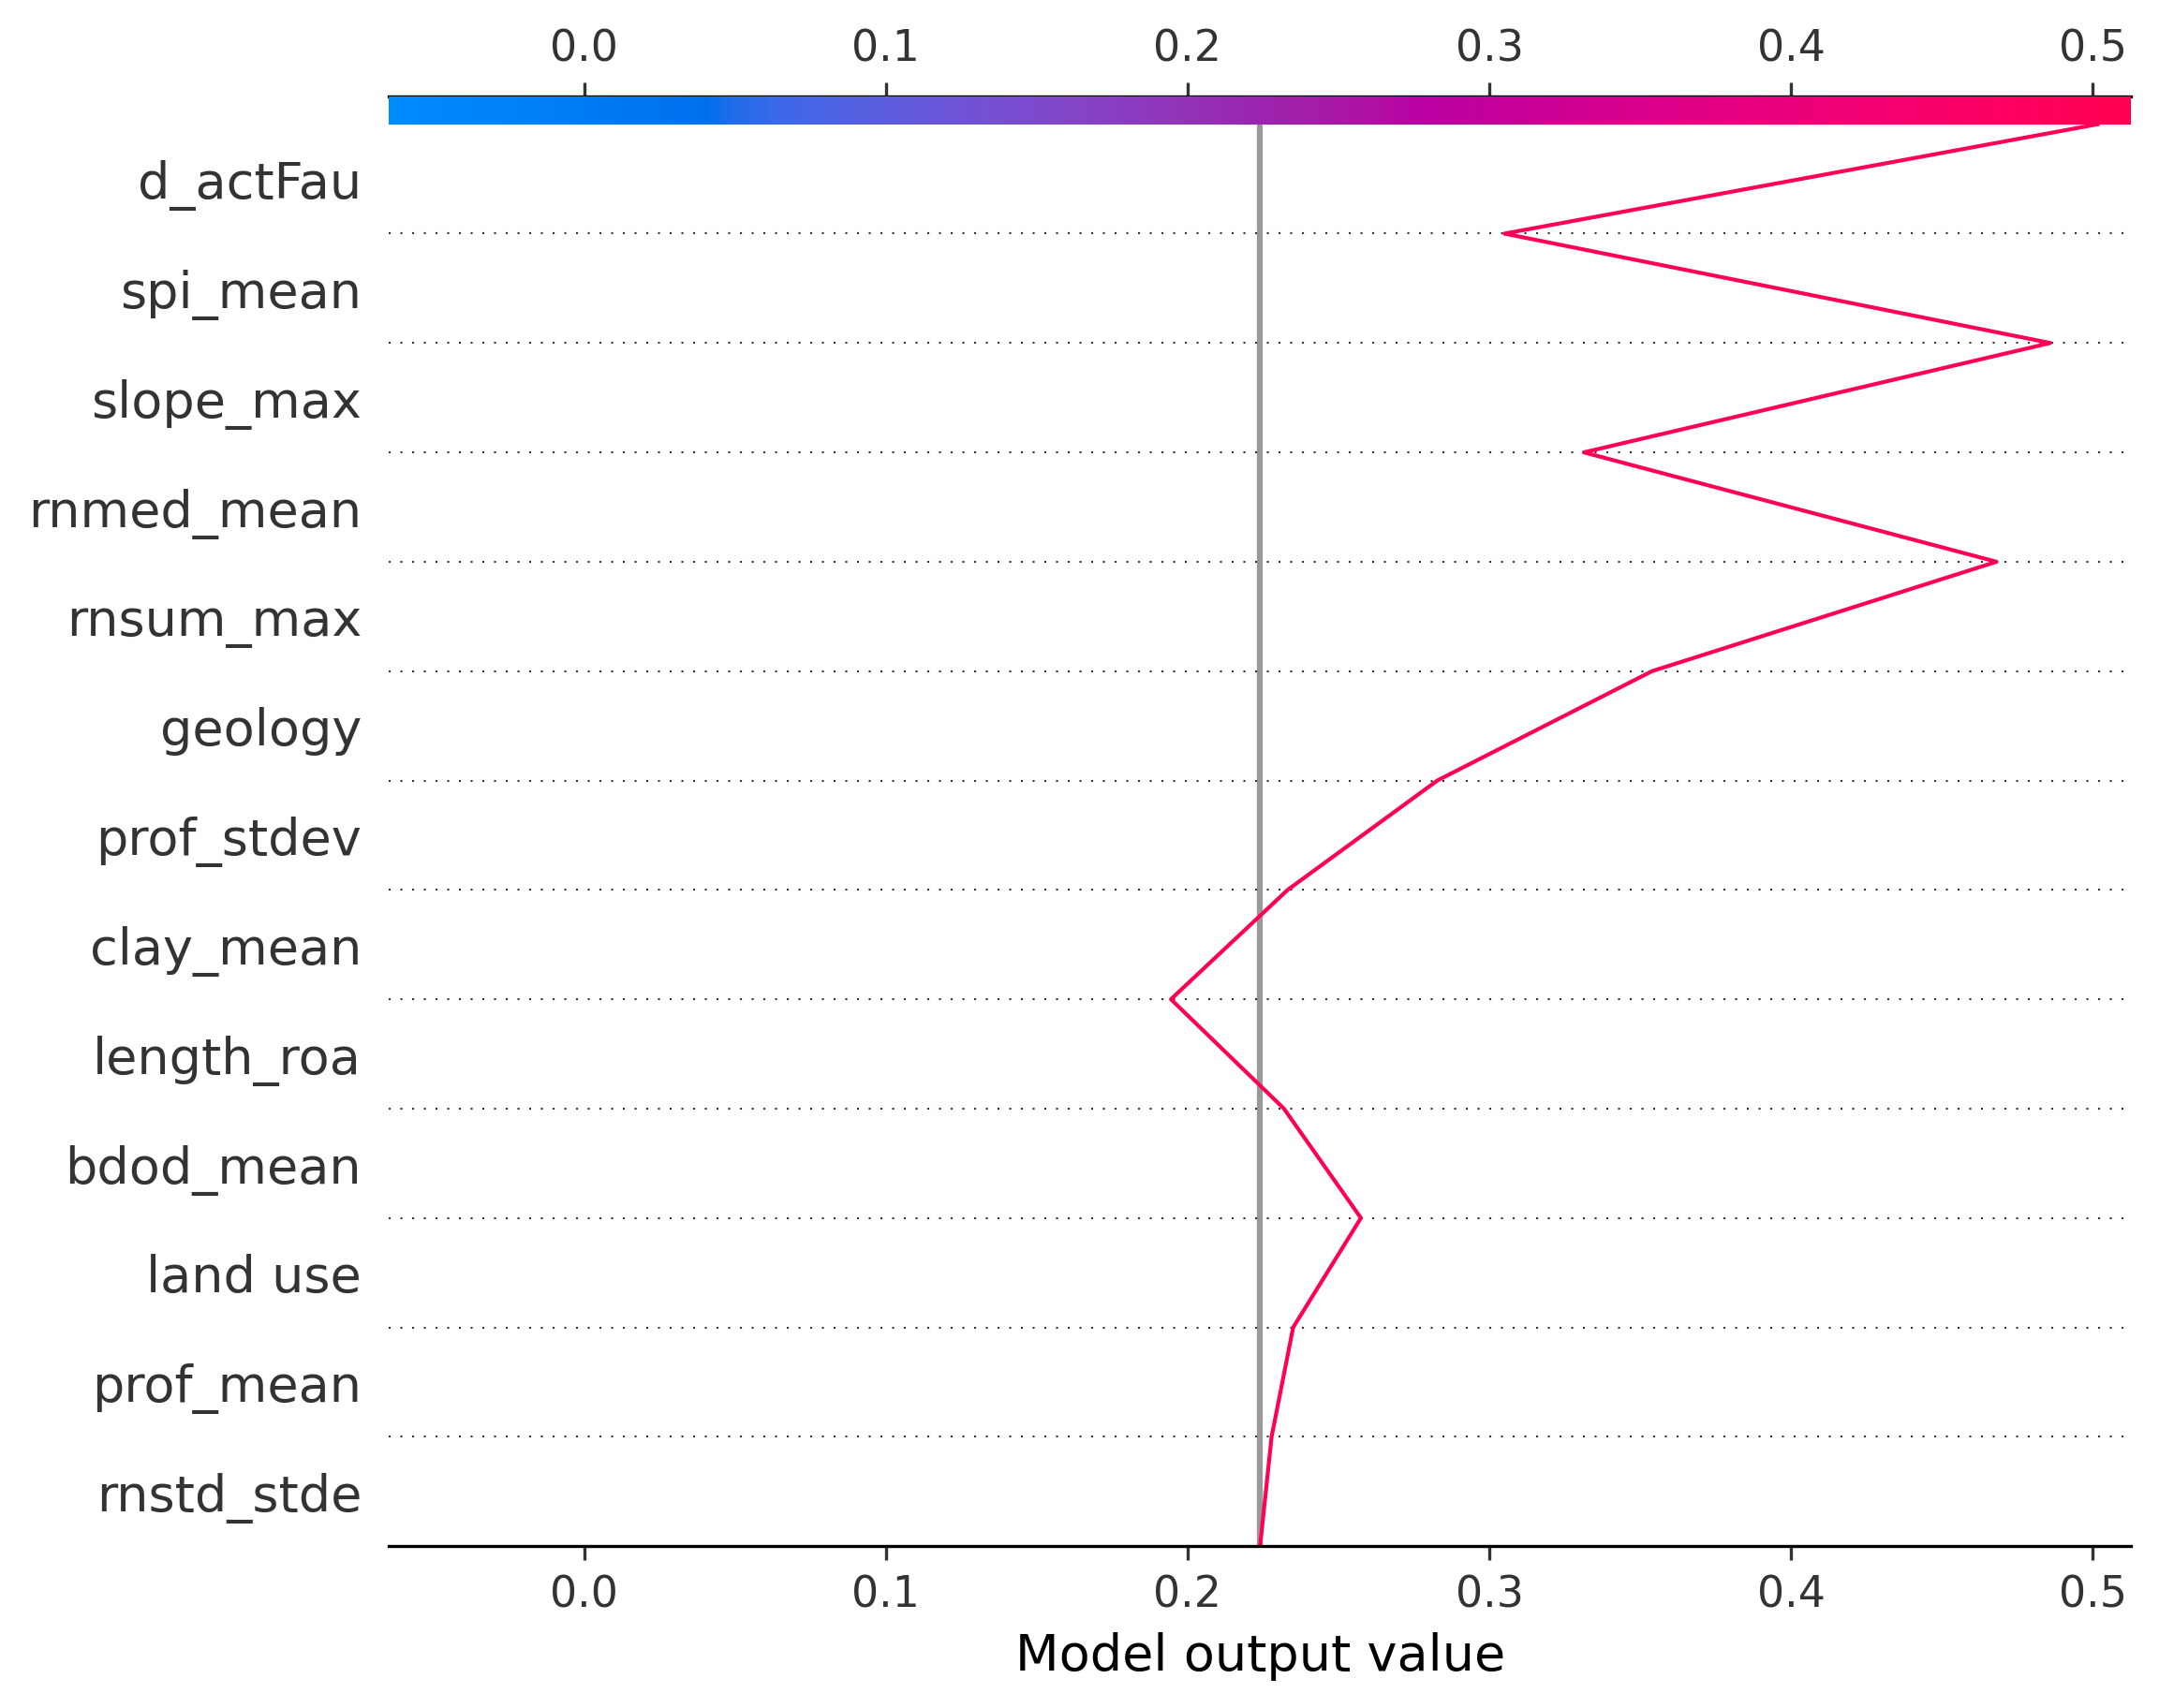 0.0 0.1 0.2 0.3 0.4 0.5
d_actFau
spi_mean
slope_max
rnmed_mean
rnsum_max
geology
prof_stdev
clay_mean
length_roa
bdod_mean
land use
prof_mean
rnstd_stde
0.0 0.1 0.2 0.3 0.4 0.5
Model output value